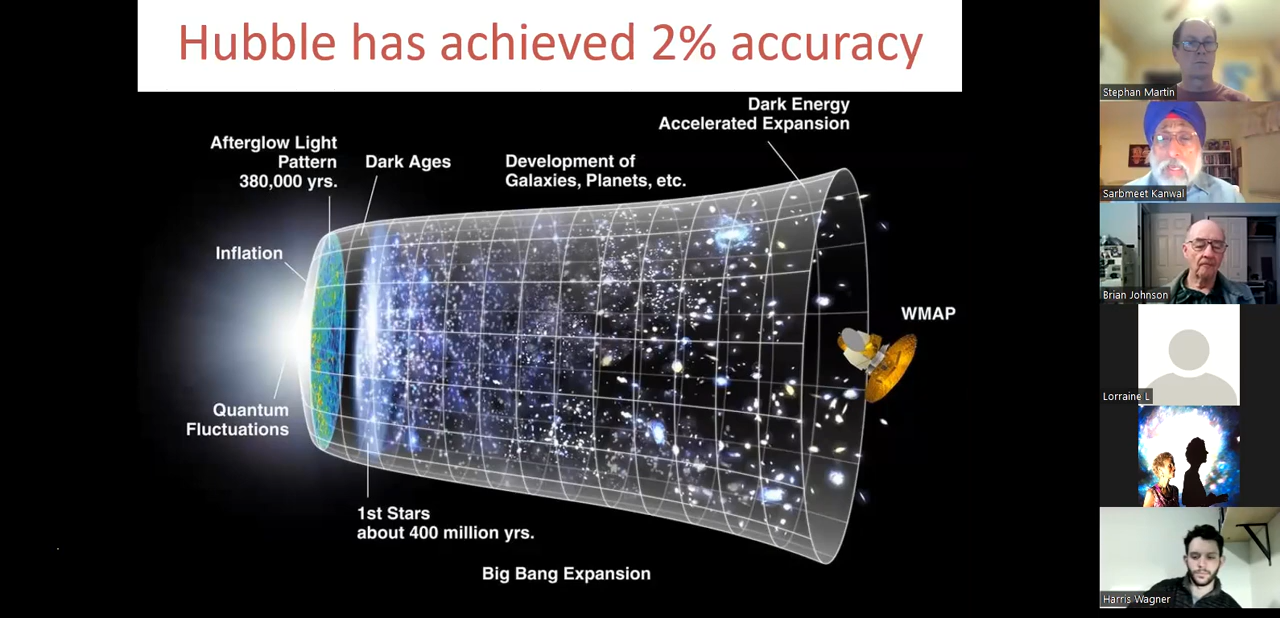 Hubble has achieved 2% accuracy
Dark Energy
Accelerated Expansion
Afterglow Light
Pattern
380,000 yrs.
Dark Ages
Development of
Galaxies, Planets, etc.
Inflation
WMAP
Quantum
Fluctuations
1st Stars
about 400 million yrs.
Big Bang Expansion
Stephan Martin
Sarbmeet Kanwal
Brian Johnson
Lorraine L
Harris Wagner